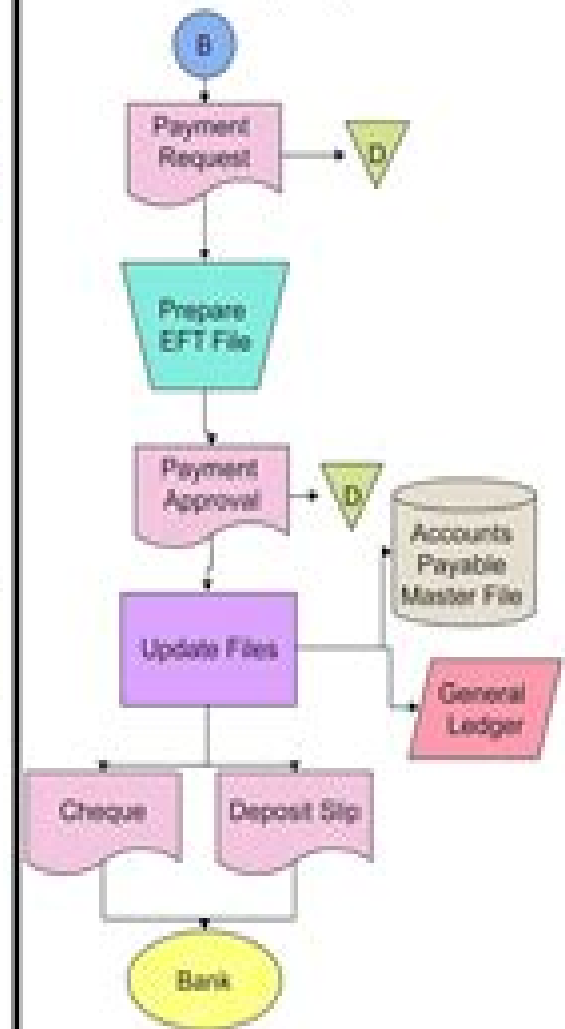 B
Payment
Request
D
Prepare
EFT File
Payment
Approval
D
Accounts
Payable
Master File
Update Files
General
Ledger
Cheque
Deposit Slip
Bank